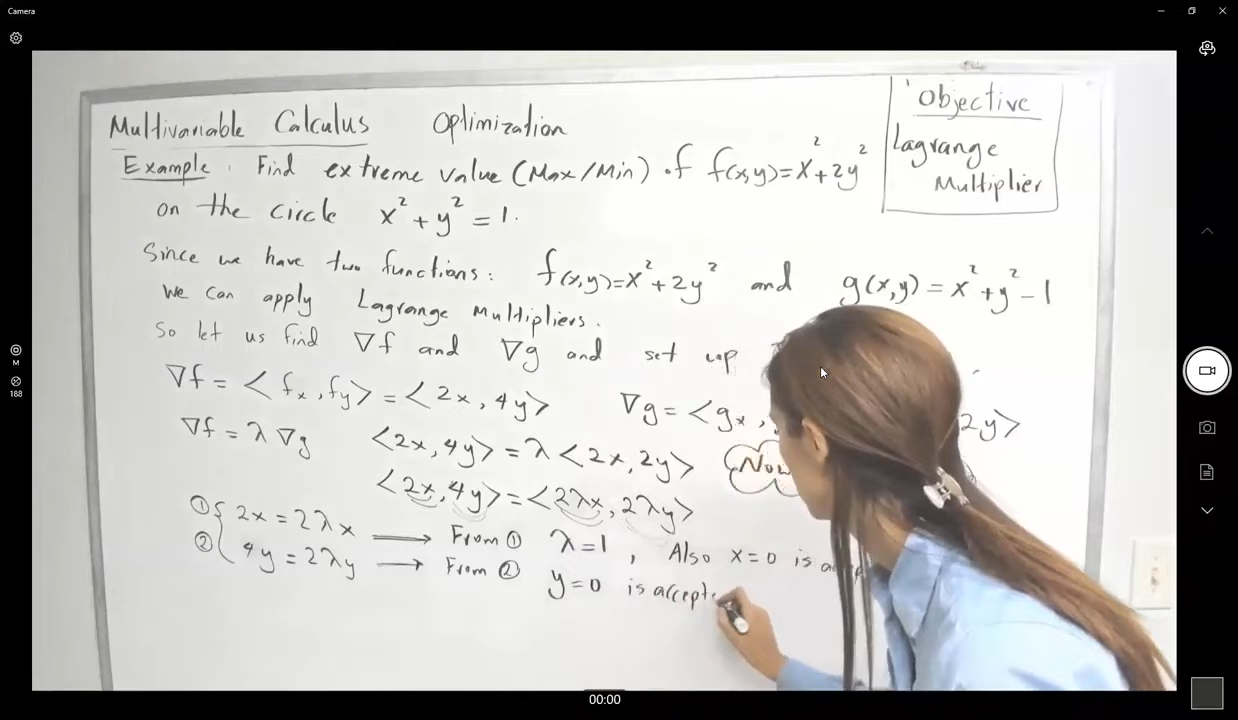 Camera
Multivariable Calculus Optimization
Objective
Lagrange
Multiplier
Example: Find extreme value (Max/Min) of f(x,y)=x²+2y²
on the circle x²+y²=1.
Since we have two functions: f(x,y)=x²+2y² and g(x,y)=x²+y²-1
We can apply Lagrange Multipliers.
So let us find ∇f and ∇g and set up
∇f = <fx, fy> = <2x, 4y> ∇g = <gx, 2y>
∇f = λ ∇g <2x, 4y> = λ <2x, 2y> Now
<2x, 4y> = <2λx, 2λy>
① { 2x = 2λx → From ① λ=1, Also x=0 is
② 4y = 2λy → From ② y=0 is
M
188
00:00